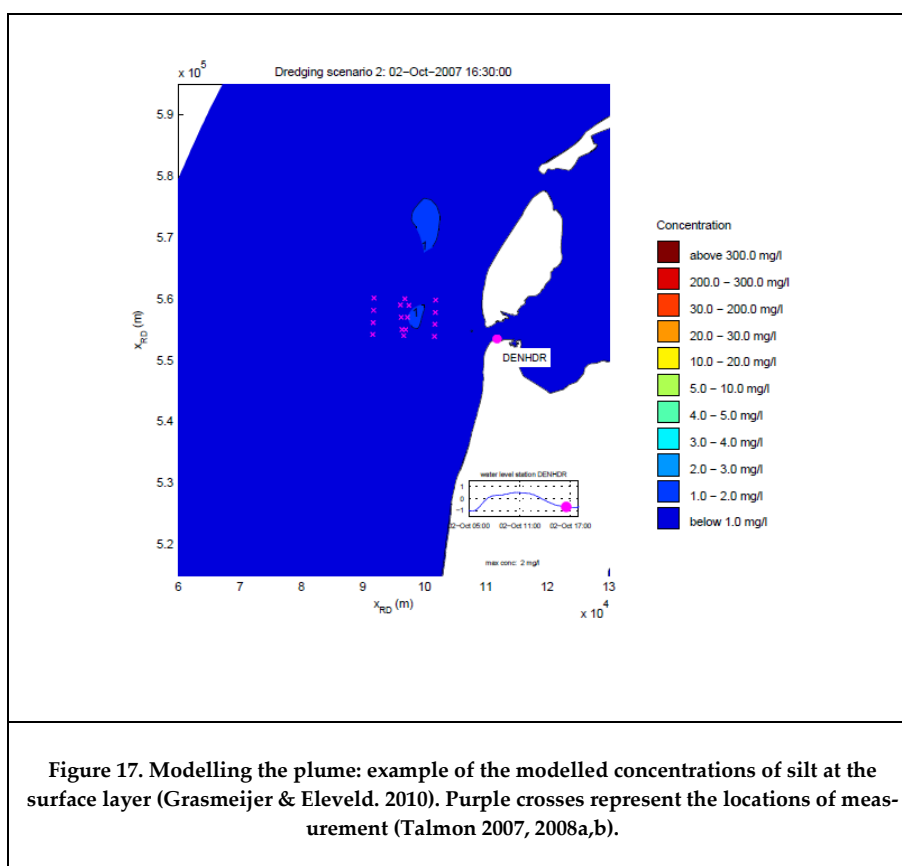 Dredging scenario 2: 02−Oct−2007 16:30:00
x 10⁵
5.9
5.8
5.7
5.6
5.5
5.4
5.3
5.2
x_RD (m)
1
1
DENHDR
water level station DENHDR
1
0
−1
02−Oct 05:00 02−Oct 11:00 02−Oct 17:00
max conc: 2 mg/l
6 7 8 9 10 11 12 13
x_RD (m)
x 10⁴
Concentration
above 300.0 mg/l
200.0 − 300.0 mg/l
30.0 − 200.0 mg/l
20.0 − 30.0 mg/l
10.0 − 20.0 mg/l
5.0 − 10.0 mg/l
4.0 − 5.0 mg/l
3.0 − 4.0 mg/l
2.0 − 3.0 mg/l
1.0 − 2.0 mg/l
below 1.0 mg/l
Figure 17. Modelling the plume: example of the modelled concentrations of silt at the
surface layer (Grasmeijer & Eleveld. 2010). Purple crosses represent the locations of meas-
urement (Talmon 2007, 2008a,b).